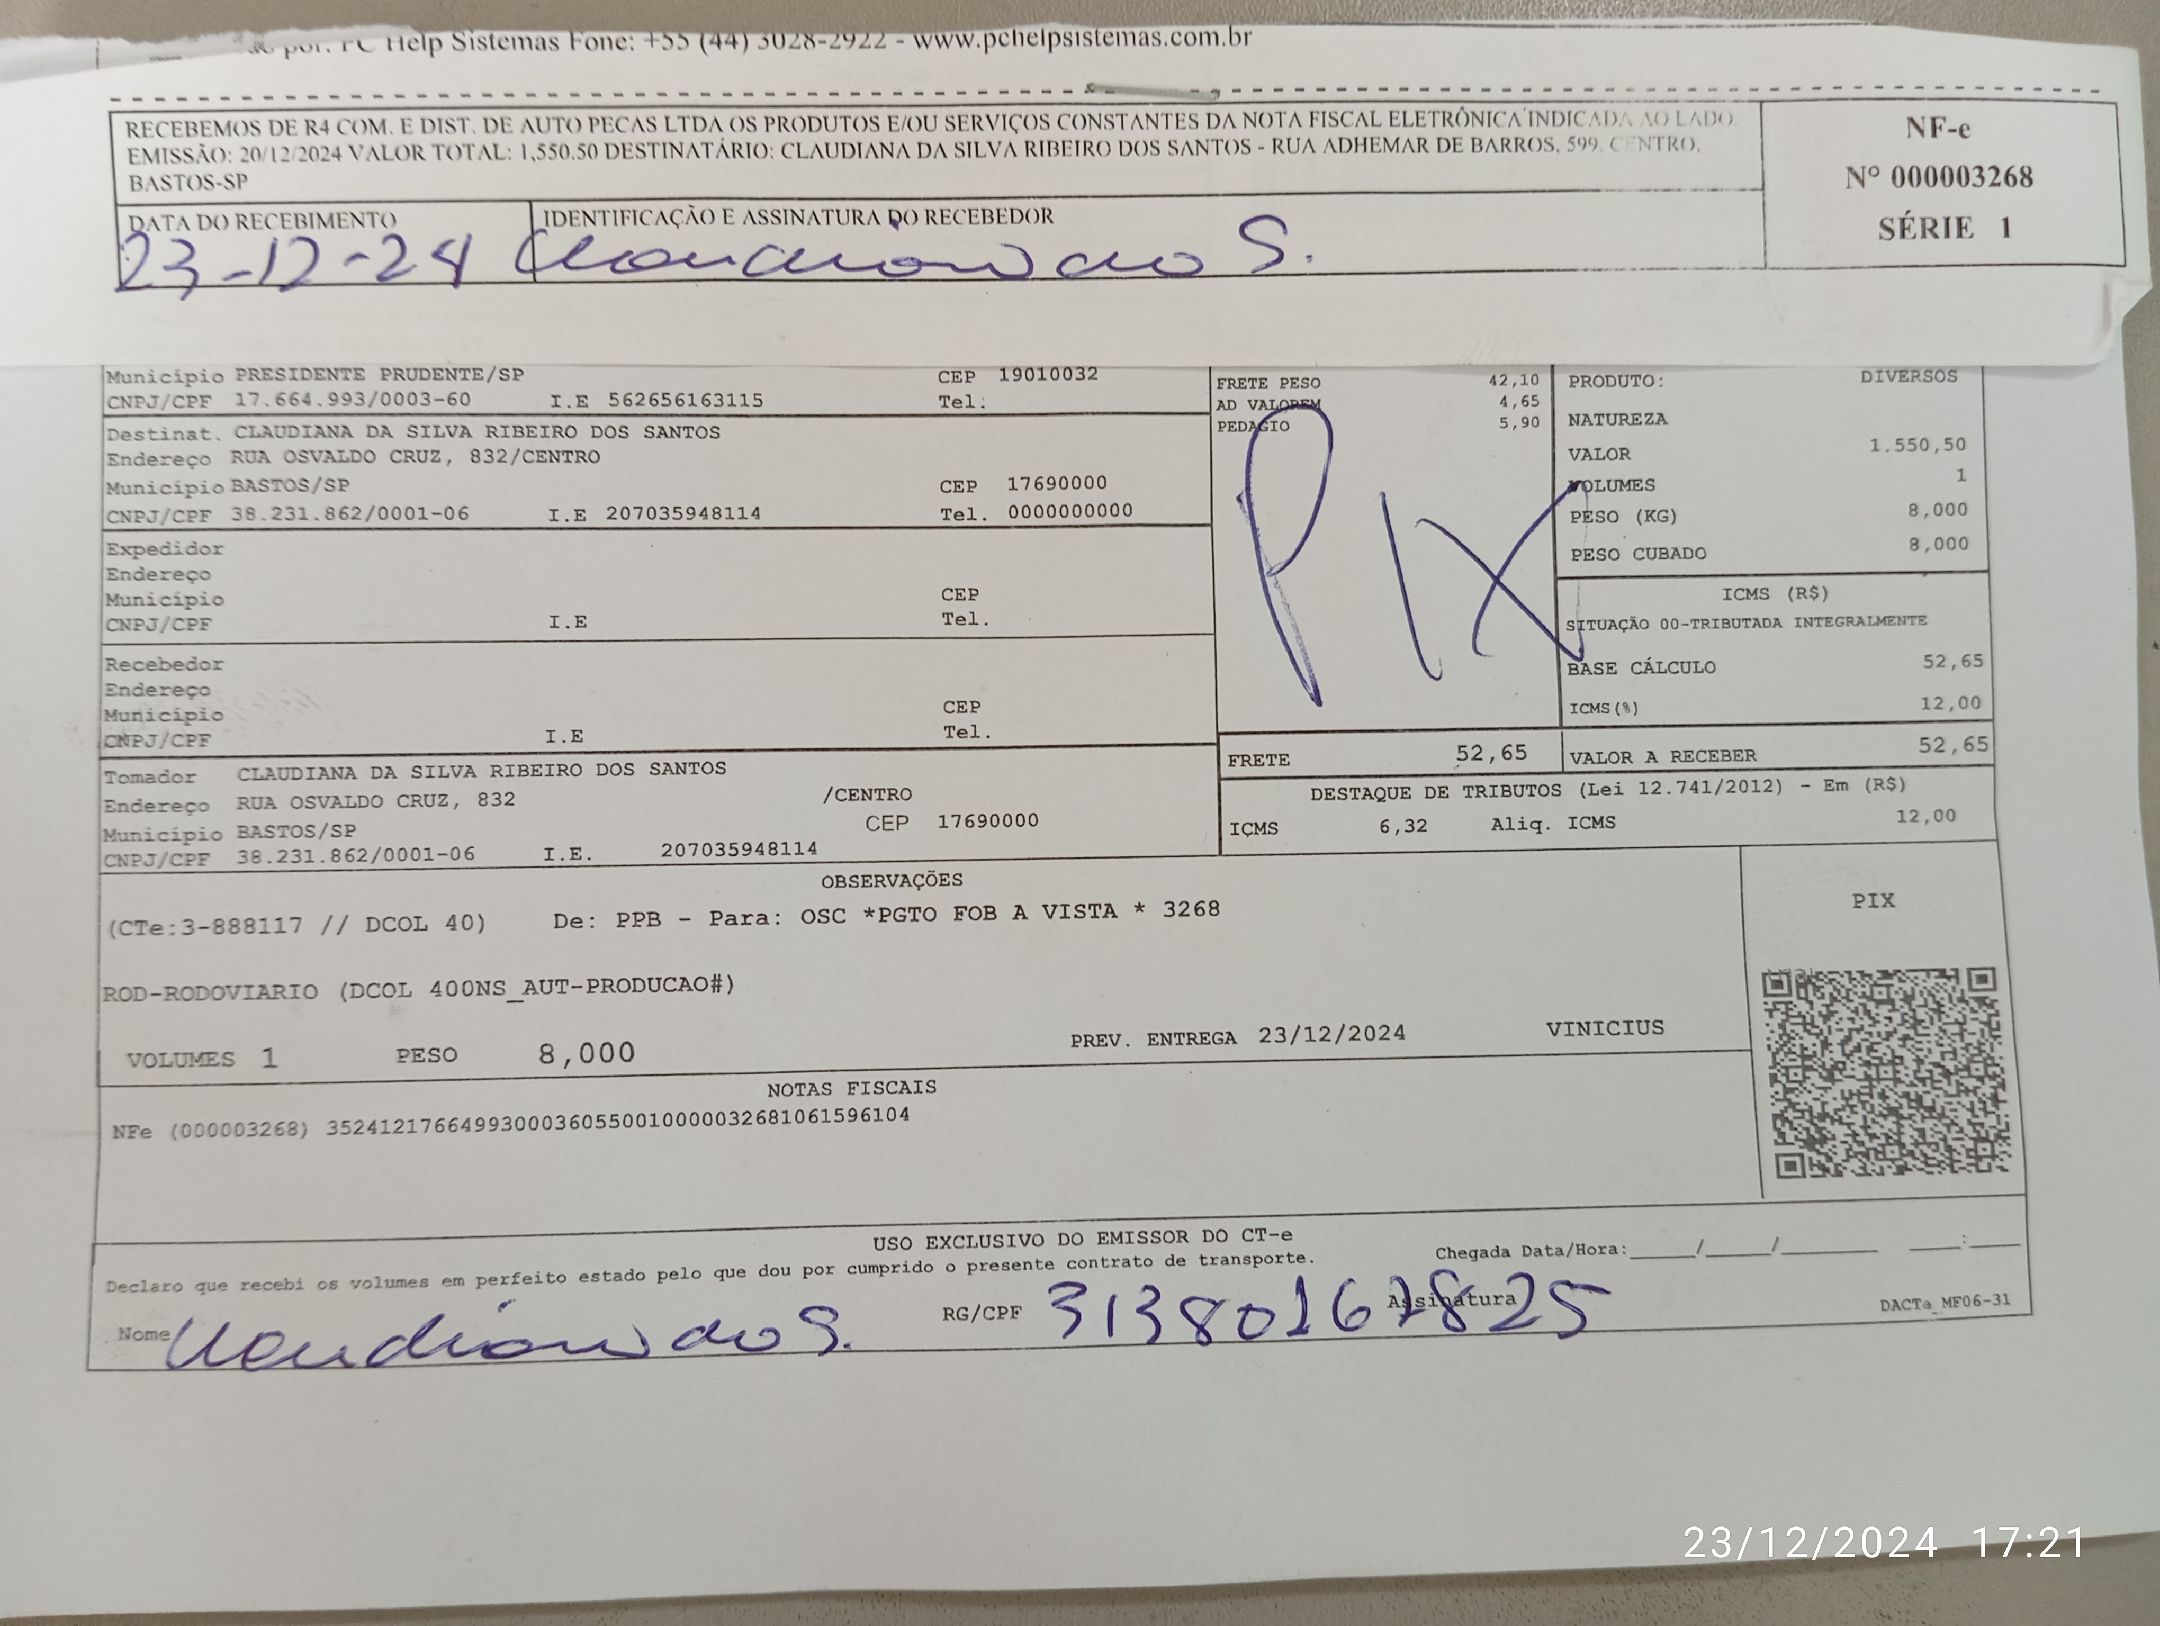 por: PC Help Sistemas Fone: +55 (44) 3028-2922 - www.pchelpsistemas.com.br
RECEBEMOS DE R4 COM. E DIST. DE AUTO PECAS LTDA OS PRODUTOS E/OU SERVIÇOS CONSTANTES DA NOTA FISCAL ELETRÔNICA INDICADA AO LADO.
EMISSÃO: 20/12/2024 VALOR TOTAL: 1,550.50 DESTINATÁRIO: CLAUDIANA DA SILVA RIBEIRO DOS SANTOS - RUA ADHEMAR DE BARROS, 599, CENTRO,
BASTOS-SP
NF-e
Nº 000003268
SÉRIE 1
DATA DO RECEBIMENTO IDENTIFICAÇÃO E ASSINATURA DO RECEBEDOR
23-12-24 S.
Município PRESIDENTE PRUDENTE/SP CEP 19010032
CNPJ/CPF 17.664.993/0003-60 I.E 562656163115 Tel.
Destinat. CLAUDIANA DA SILVA RIBEIRO DOS SANTOS
Endereço RUA OSVALDO CRUZ, 832/CENTRO
Município BASTOS/SP CEP 17690000
CNPJ/CPF 38.231.862/0001-06 I.E 207035948114 Tel. 0000000000
Expedidor
Endereço
Município CEP
CNPJ/CPF I.E Tel.
Recebedor
Endereço
Município CEP
CNPJ/CPF I.E Tel.
Tomador CLAUDIANA DA SILVA RIBEIRO DOS SANTOS
Endereço RUA OSVALDO CRUZ, 832 /CENTRO
Município BASTOS/SP CEP 17690000
CNPJ/CPF 38.231.862/0001-06 I.E. 207035948114
FRETE PESO 42,10
AD VALOREM 4,65
PEDAGIO 5,90
PIX
FRETE 52,65
PRODUTO: DIVERSOS
NATUREZA
VALOR 1.550,50
VOLUMES 1
PESO (KG) 8,000
PESO CUBADO 8,000
ICMS (R$)
SITUAÇÃO 00-TRIBUTADA INTEGRALMENTE
BASE CÁLCULO 52,65
ICMS(%) 12,00
VALOR A RECEBER 52,65
DESTAQUE DE TRIBUTOS (Lei 12.741/2012) - Em (R$)
ICMS 6,32 Aliq. ICMS 12,00
OBSERVAÇÕES
(CTe:3-888117 // DCOL 40) De: PPB - Para: OSC *PGTO FOB A VISTA * 3268
ROD-RODOVIARIO (DCOL 400NS_AUT-PRODUCAO#)
VOLUMES 1 PESO 8,000 PREV. ENTREGA 23/12/2024 VINICIUS
PIX
NOTAS FISCAIS
NFe (000003268) 35241217664993000360550010000032681061596104
USO EXCLUSIVO DO EMISSOR DO CT-e
Declaro que recebi os volumes em perfeito estado pelo que dou por cumprido o presente contrato de transporte.
Chegada Data/Hora:_____/_____/_______ ____:____
Nome S. RG/CPF 31380167825 Assinatura
DACTa_MF06-31
23/12/2024 17:21